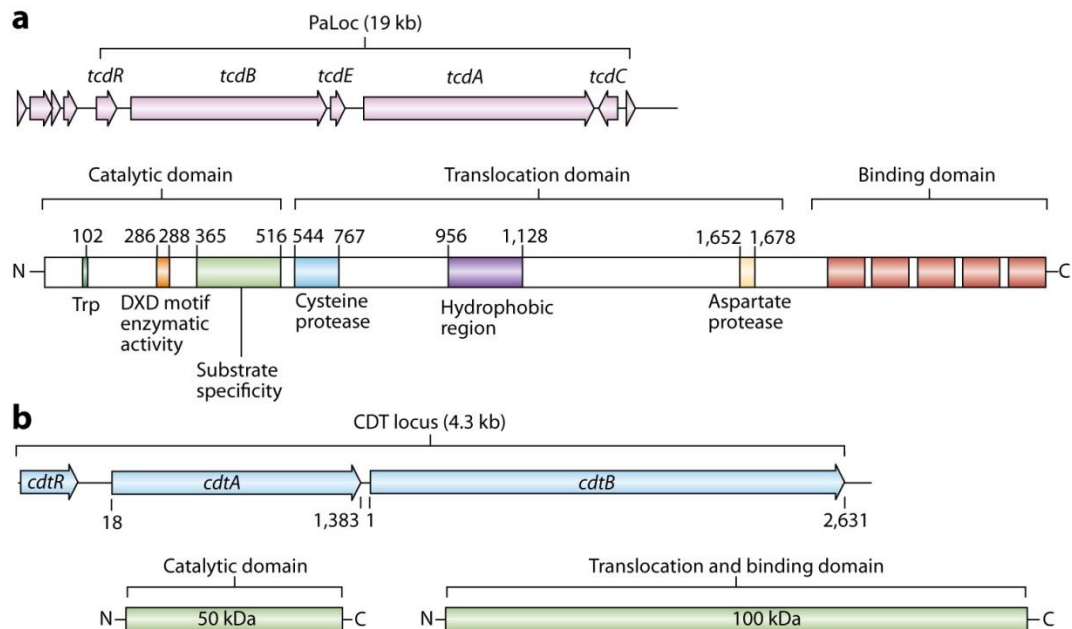 a
PaLoc (19 kb)
tcdR tcdB tcdE tcdA tcdC
Catalytic domain Translocation domain Binding domain
102 286 288 365 516 544 767 956 1,128 1,652 1,678
N C
Trp DXD motif Cysteine Hydrophobic Aspartate
enzymatic protease region protease
activity
Substrate
specificity
b
CDT locus (4.3 kb)
cdtR cdtA cdtB
18 1,383 1 2,631
Catalytic domain Translocation and binding domain
N 50 kDa C N 100 kDa C